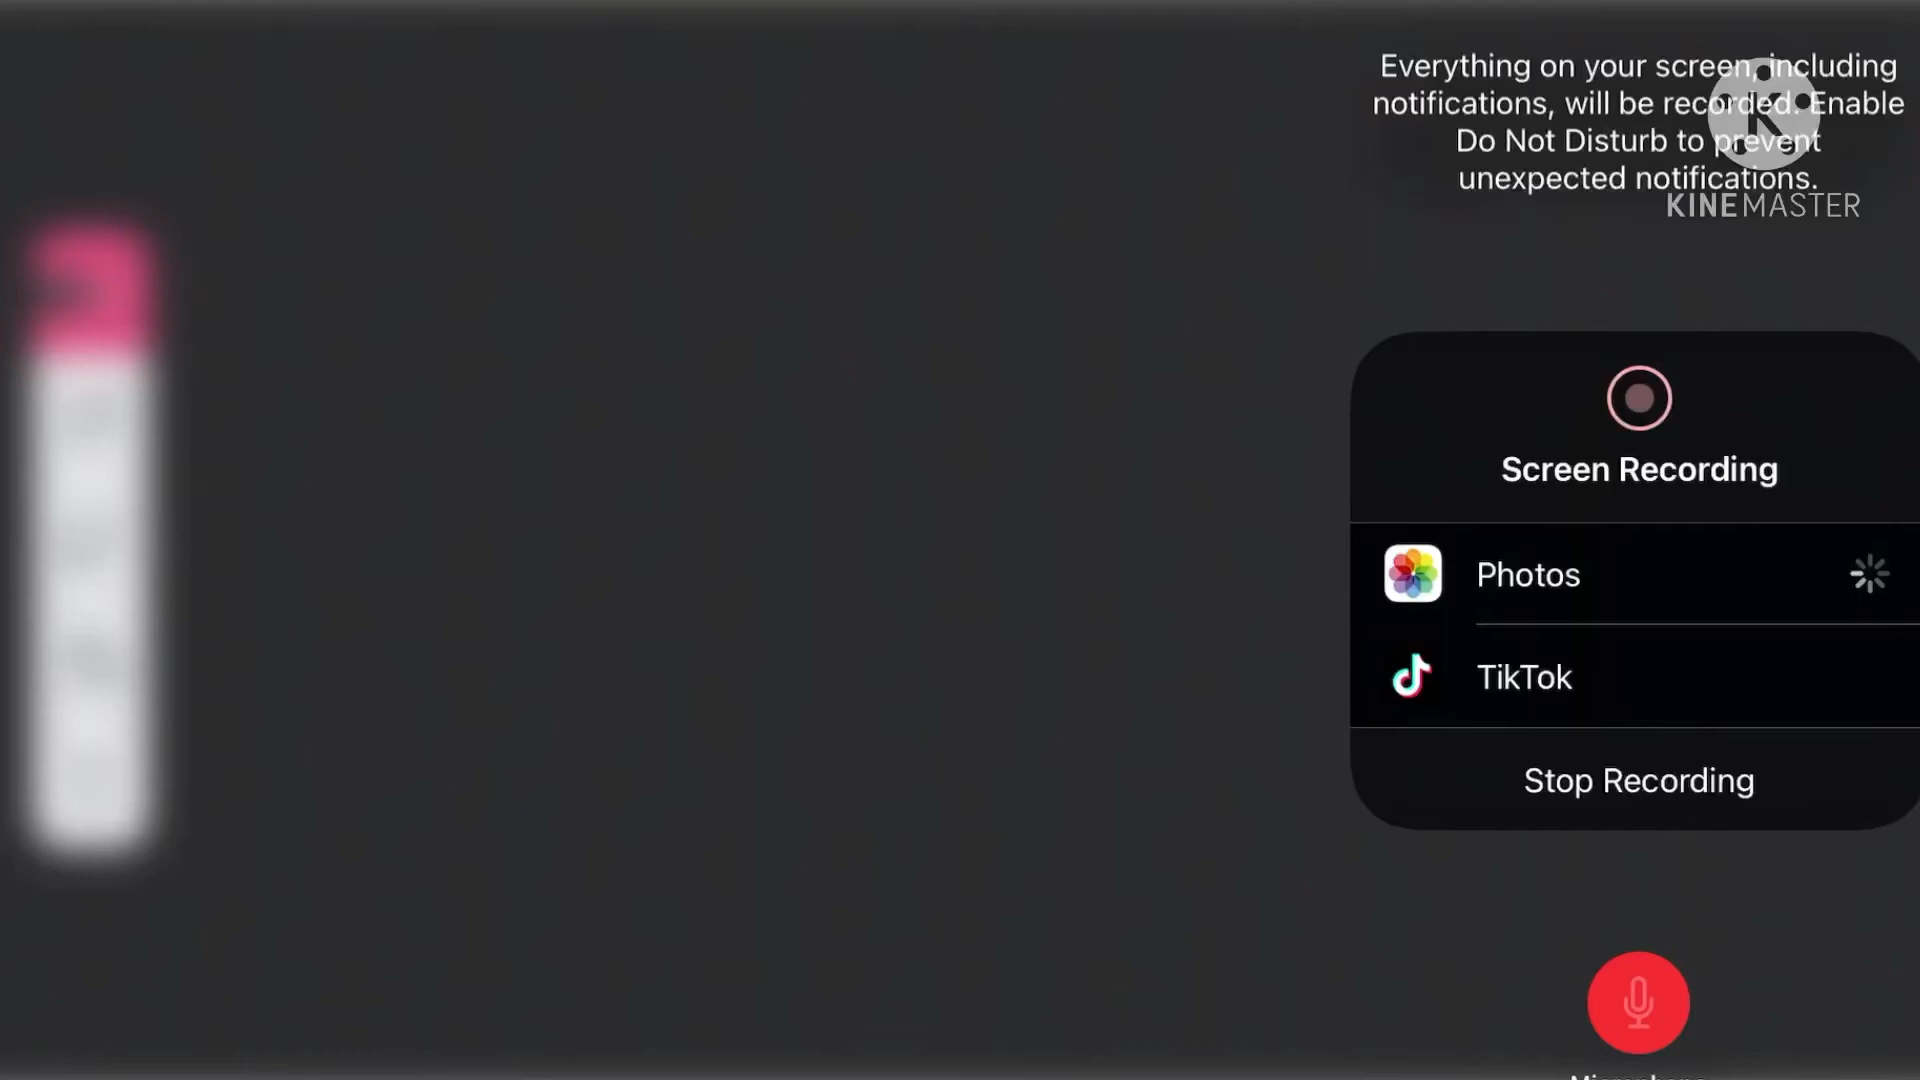 Everything on your screen, including
notifications, will be recorded. Enable
Do Not Disturb to prevent
unexpected notifications.
K
KINEMASTER
Screen Recording
Photos
TikTok
Stop Recording
Microphone